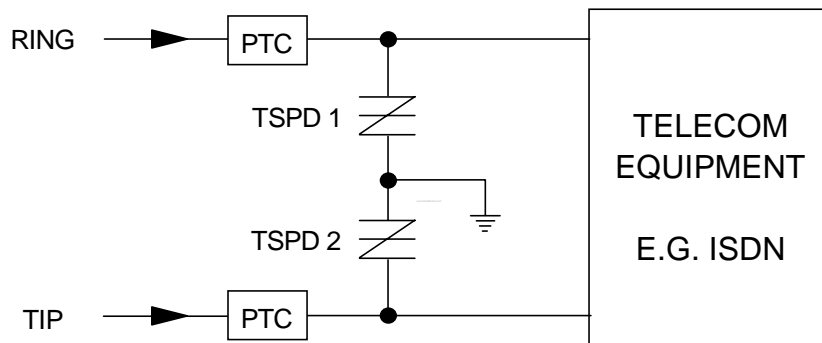 RING
PTC
TSPD 1
TELECOM
EQUIPMENT
TSPD 2
E.G. ISDN
TIP
PTC